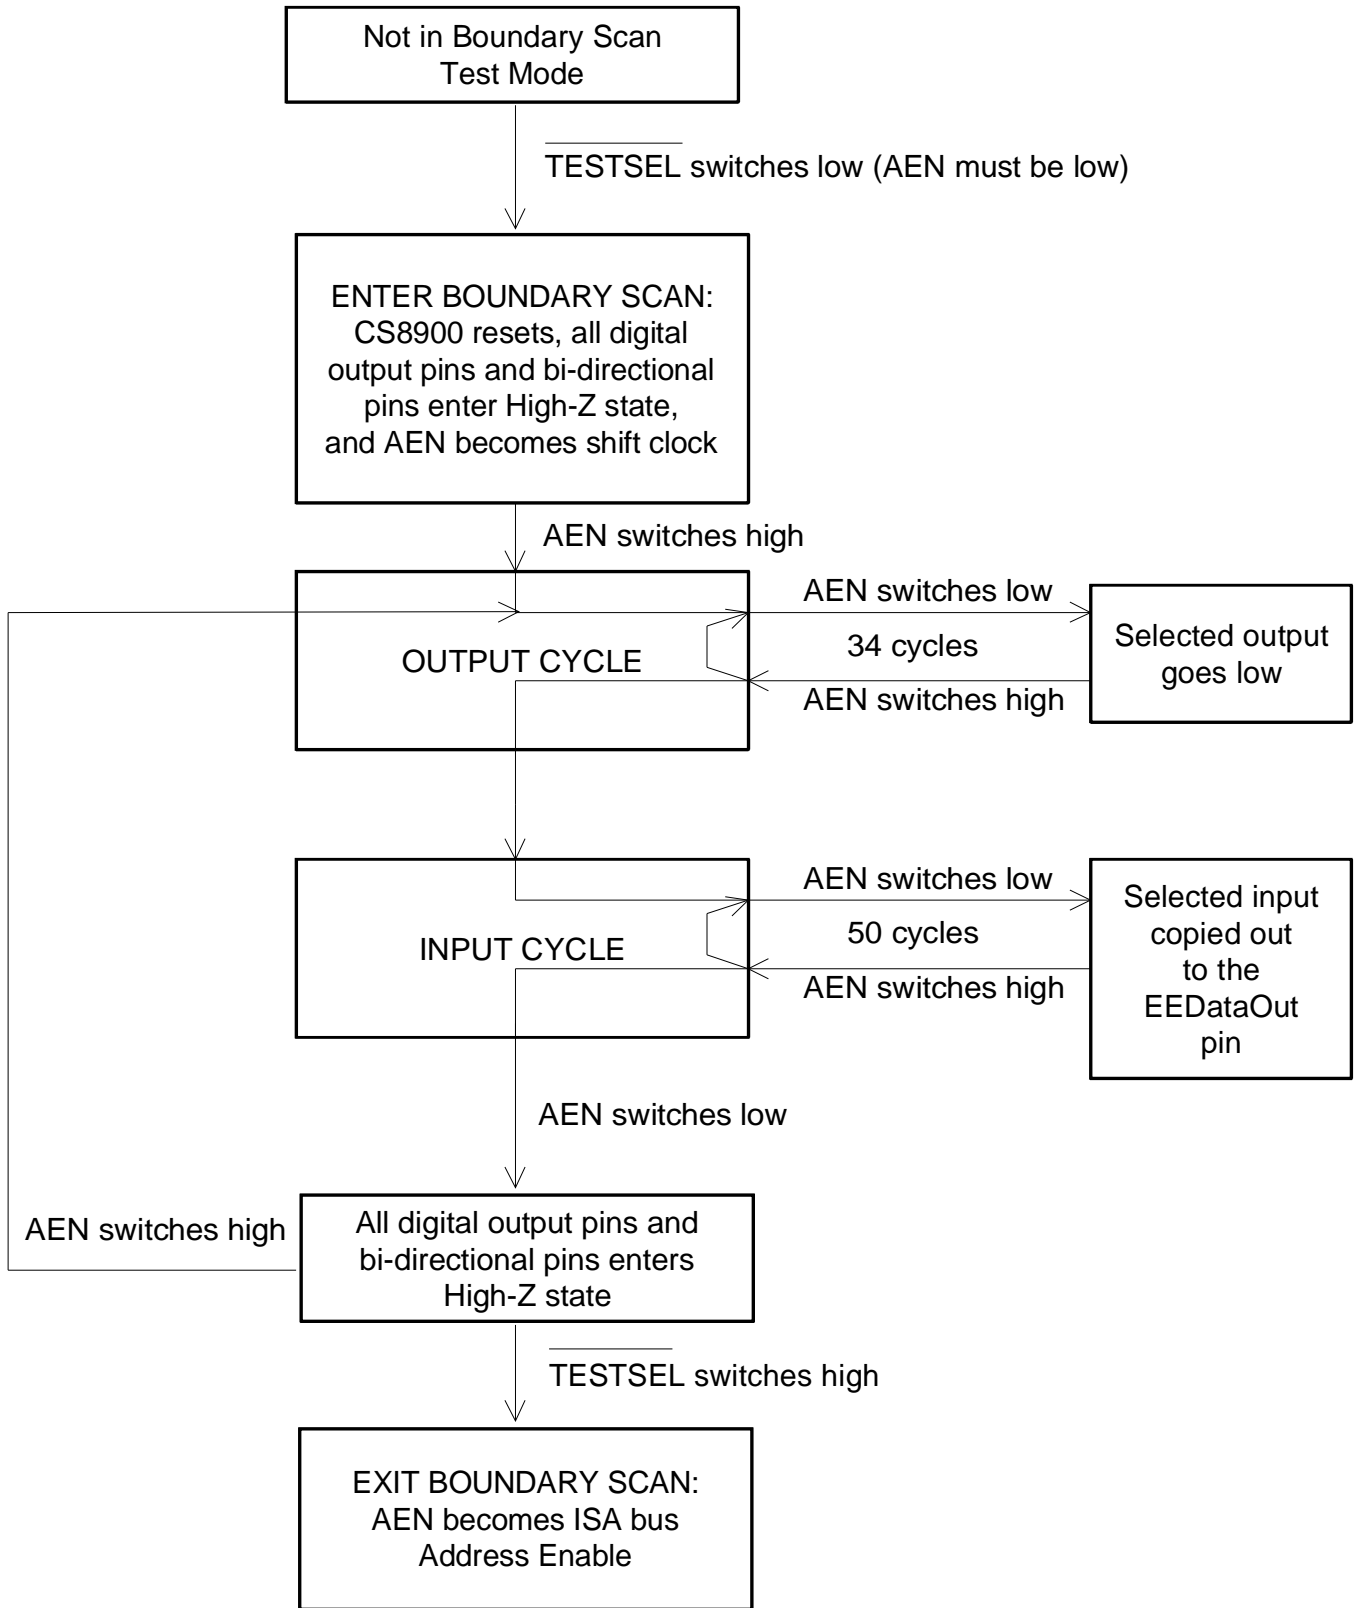 Not in Boundary Scan
Test Mode
TESTSEL switches low (AEN must be low)
ENTER BOUNDARY SCAN:
CS8900 resets, all digital
output pins and bi-directional
pins enter High-Z state,
and AEN becomes shift clock
AEN switches high
OUTPUT CYCLE
AEN switches low
34 cycles
AEN switches high
Selected output
goes low
INPUT CYCLE
AEN switches low
50 cycles
AEN switches high
Selected input
copied out
to the
EEDataOut
pin
AEN switches low
AEN switches high
All digital output pins and
bi-directional pins enters
High-Z state
TESTSEL switches high
EXIT BOUNDARY SCAN:
AEN becomes ISA bus
Address Enable